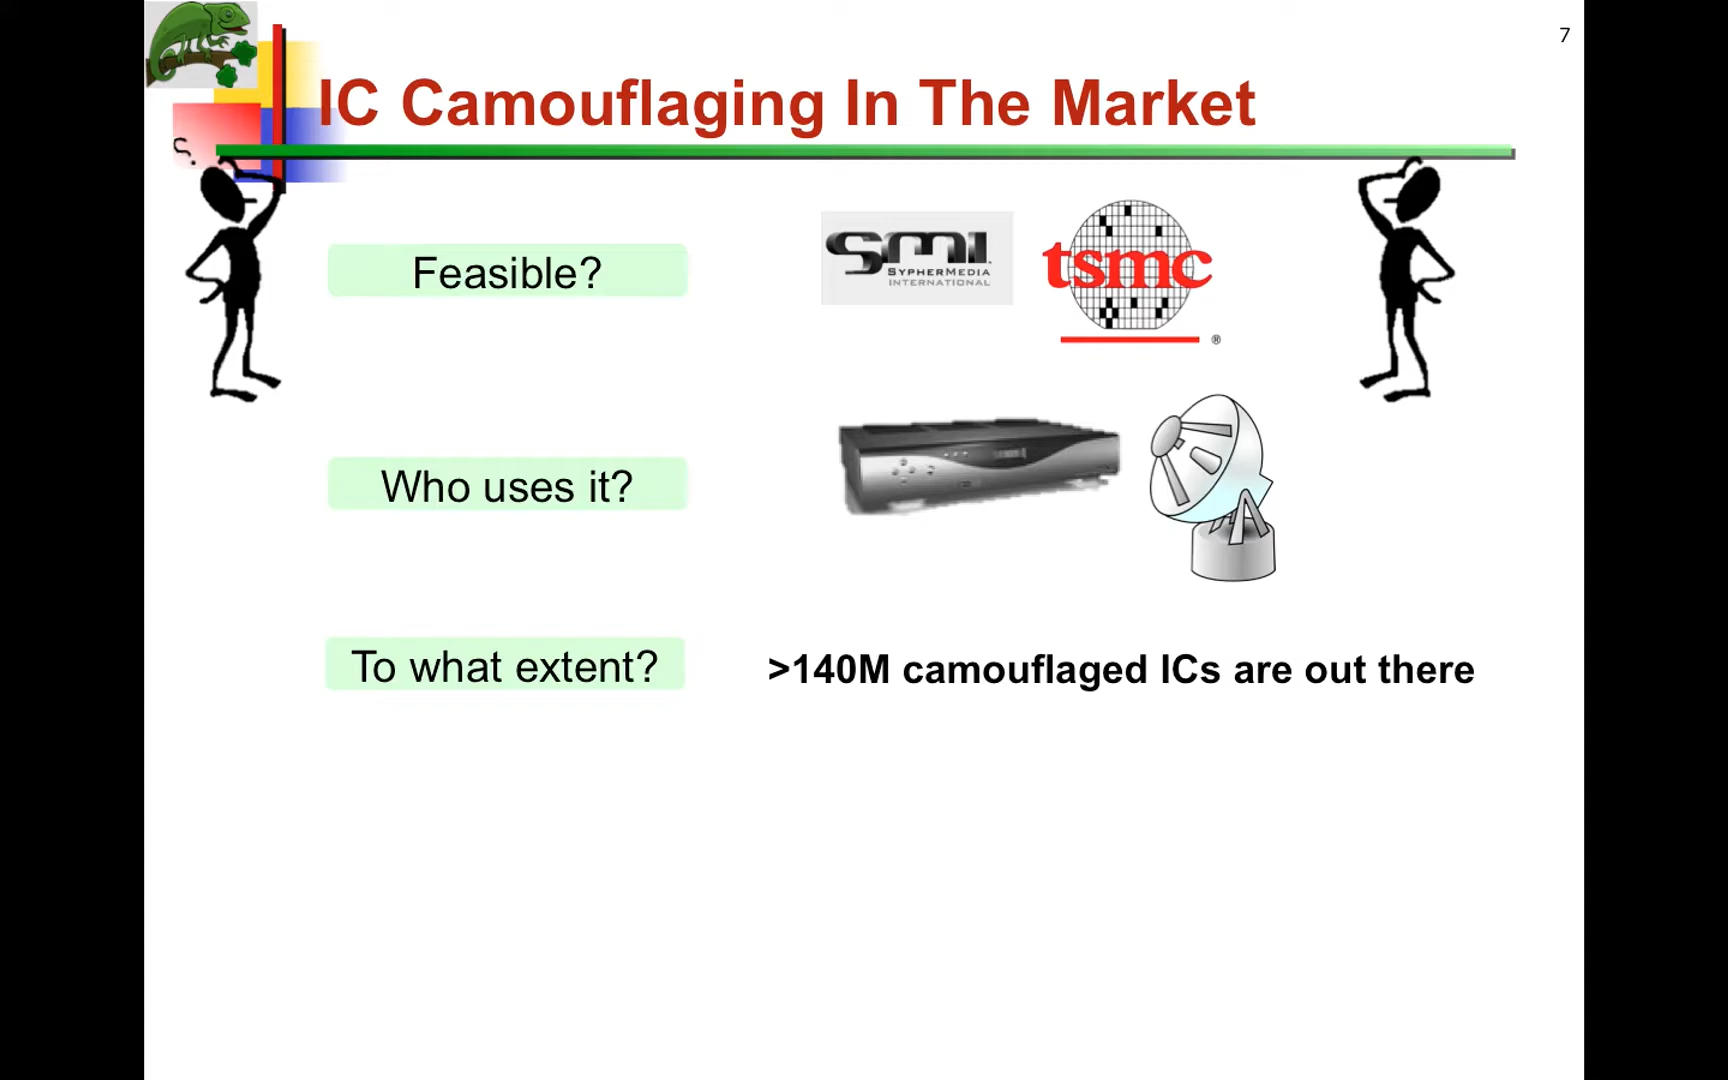 7
IC Camouflaging In The Market
Feasible?
SMI
SYPHERMEDIA
INTERNATIONAL
tsmc
®
Who uses it?
To what extent?
>140M camouflaged ICs are out there